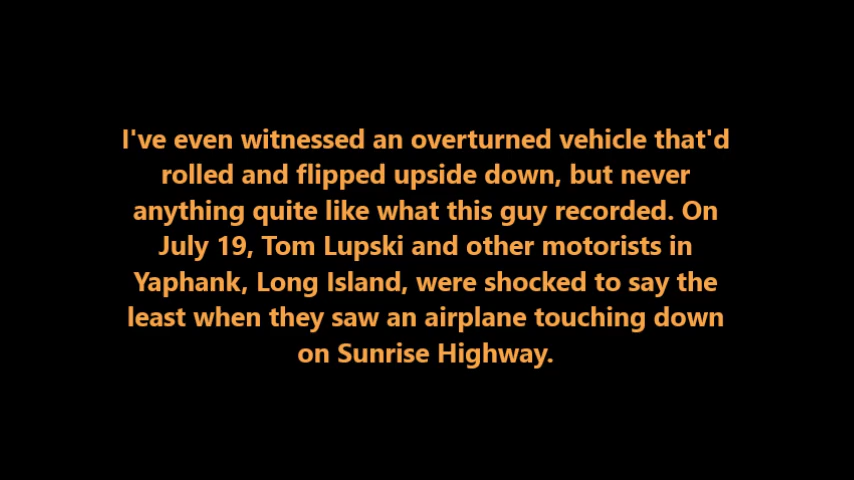 I've even witnessed an overturned vehicle that'd
rolled and flipped upside down, but never
anything quite like what this guy recorded. On
July 19, Tom Lupski and other motorists in
Yaphank, Long Island, were shocked to say the
least when they saw an airplane touching down
on Sunrise Highway.